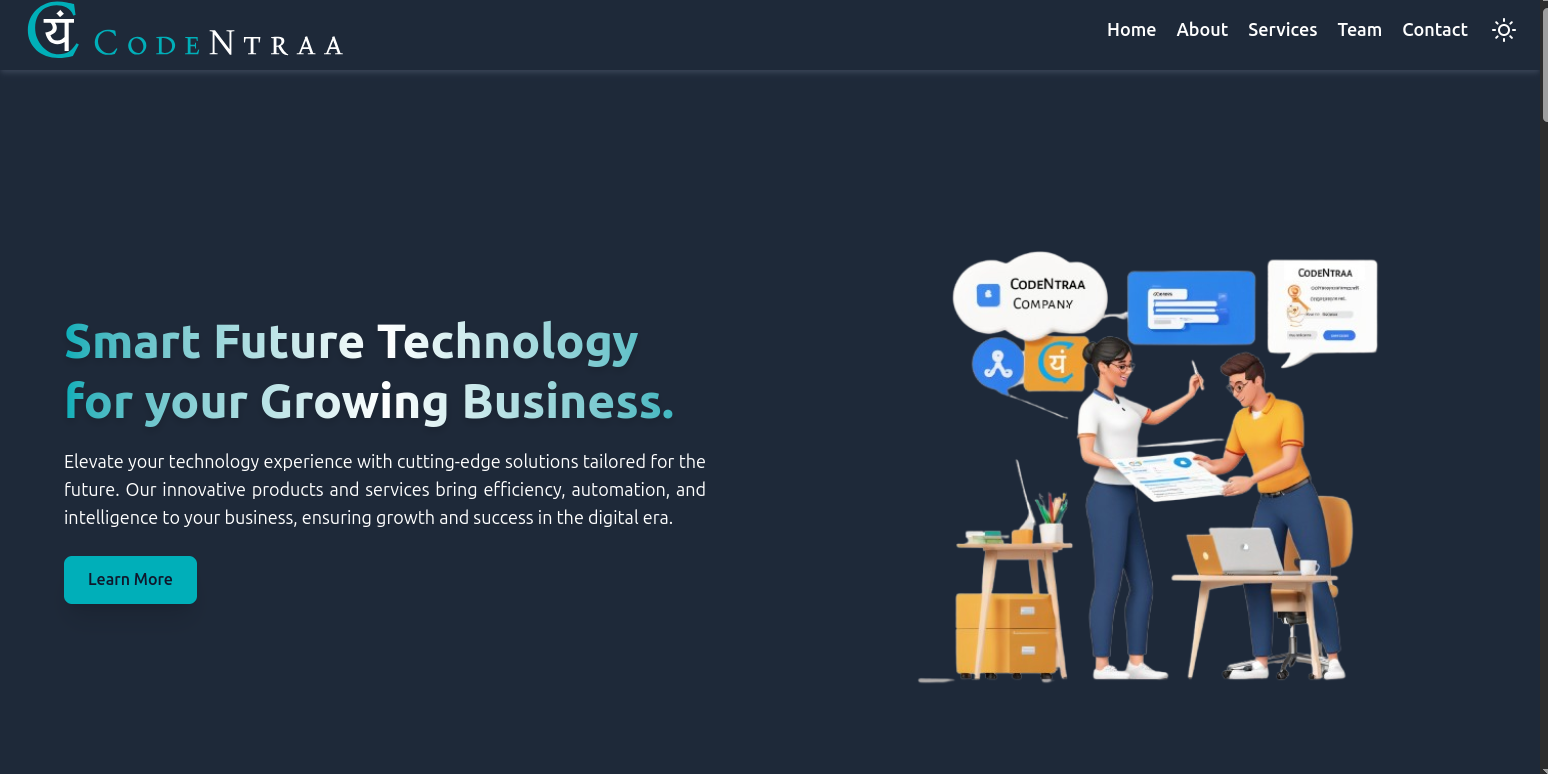 यं CODENTRAA
Home About Services Team Contact
Smart Future Technology
for your Growing Business.
Elevate your technology experience with cutting-edge solutions tailored for the
future. Our innovative products and services bring efficiency, automation, and
intelligence to your business, ensuring growth and success in the digital era.
Learn More
CODENTRAA
COMPANY
CODENTRAA
यं